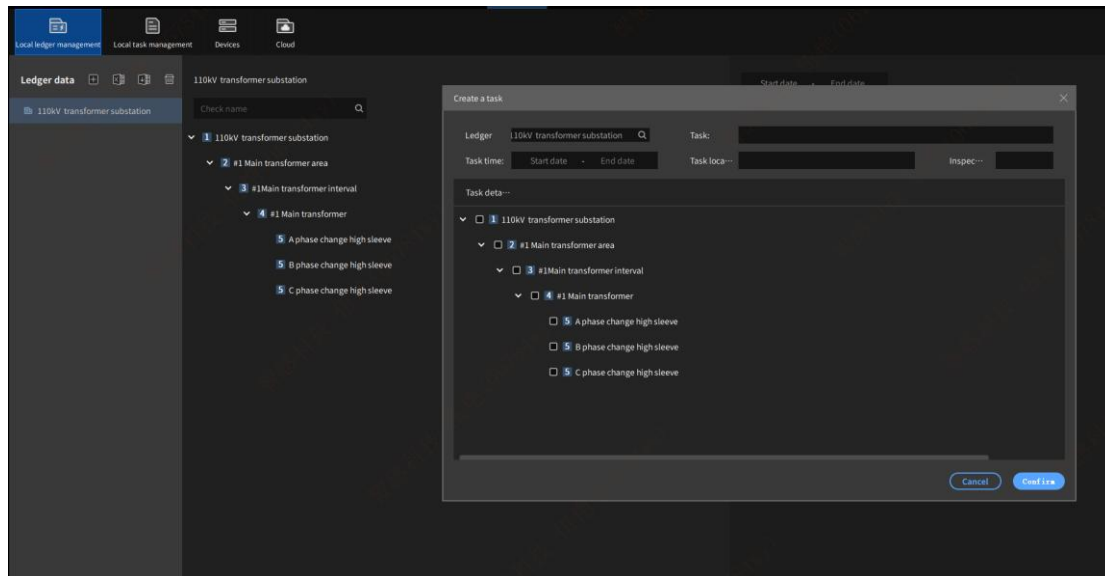 Local ledger management
Local task management
Devices
Cloud
Ledger data
110kV transformer substation
110kV transformer substation
Check name
1 110kV transformer substation
2 #1 Main transformer area
3 #1Main transformer interval
4 #1 Main transformer
5 A phase change high sleeve
5 B phase change high sleeve
5 C phase change high sleeve
Start date - End date
Create a task
Ledger 110kV transformer substation Task:
Task time: Start date - End date Task loca··· Inspec···
Task deta···
1 110kV transformer substation
2 #1 Main transformer area
3 #1Main transformer interval
4 #1 Main transformer
5 A phase change high sleeve
5 B phase change high sleeve
5 C phase change high sleeve
Cancel Confirm